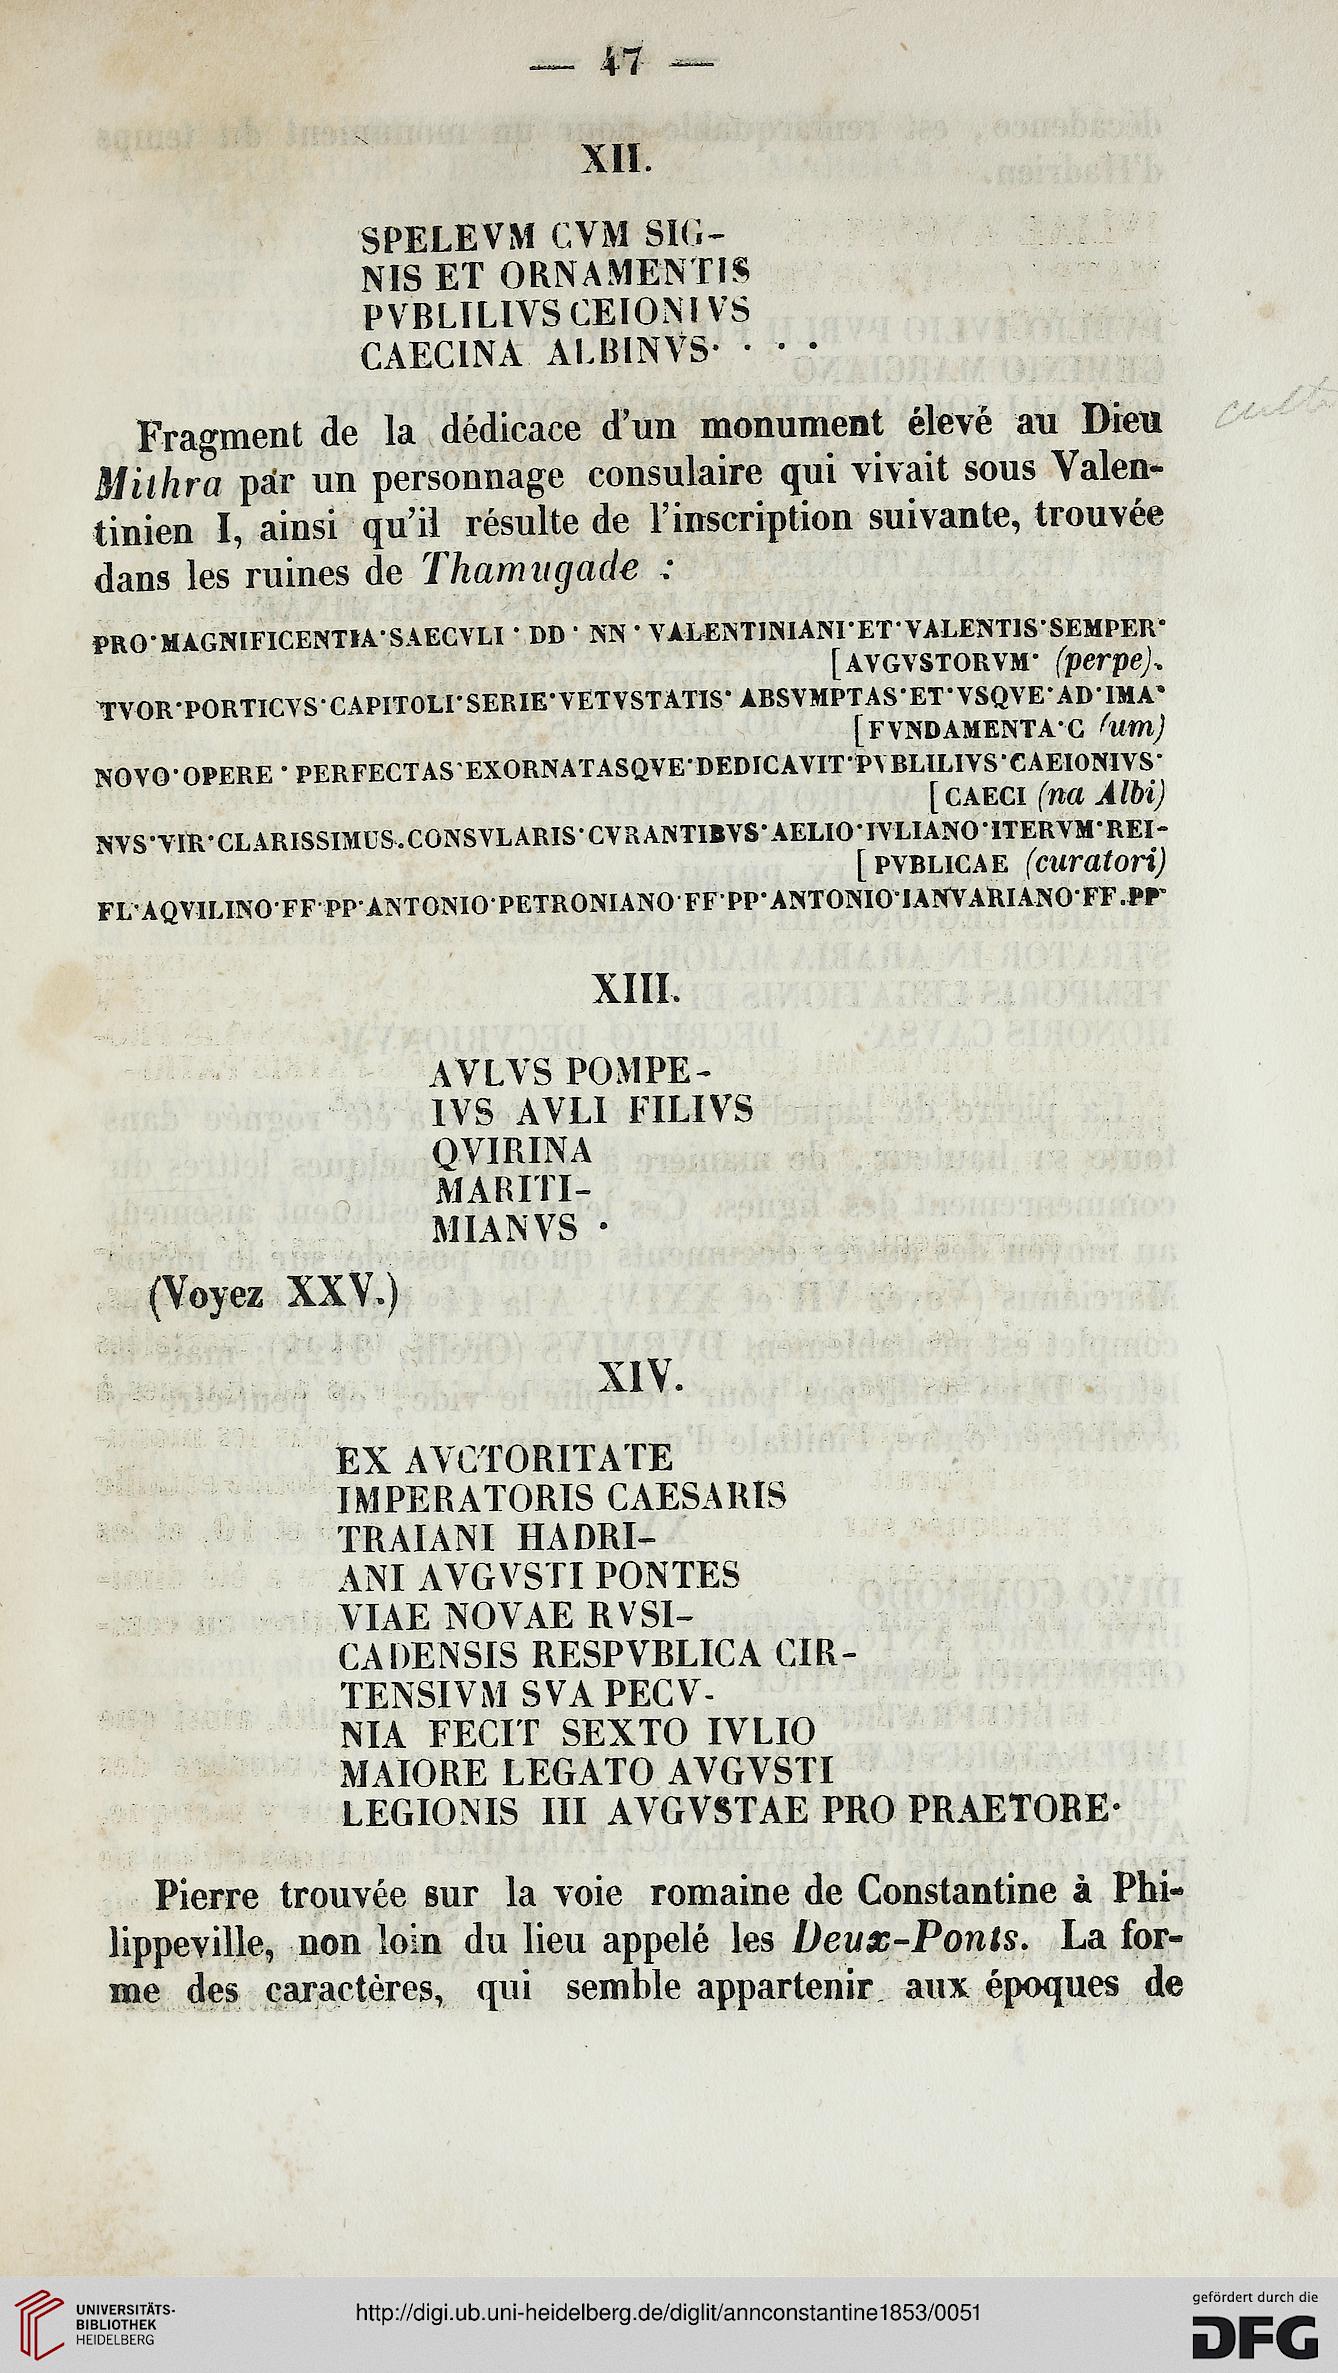 — 47 —
XII.
SPELEVM CVM SIG-
NIS ET ORNAMENTIS
PVBLILIVS CEIONIVS
CAECINA ALBINVS· · · ·
Fragment de la dédicace d'un monument élevé au Dieu
Mithra par un personnage consulaire qui vivait sous Valen-
tinien I, ainsi qu'il résulte de l'inscription suivante, trouvée
dans les ruines de Thamugade :
PRO·MAGNIFICENTIA·SAECVLI·DD·NN·VALENTINIANI·ET·VALENTIS·SEMPER·
[AVGVSTORVM· (perpe).
TVOR·PORTICVS·CAPITOLI·SERIE·VETVSTATIS·ABSVMPTAS·ET·VSQVE·AD·IMA·
[FVNDAMENTA·C (um)
NOVO·OPERE·PERFECTAS·EXORNATASQVE·DEDICAVIT·PVBLILIVS·CAEIONIVS·
[CAECI (na Albi)
NVS·VIR·CLARISSIMUS.CONSVLARIS·CVRANTIBVS·AELIO·IVLIANO·ITERVM·REI-
[PVBLICAE (curatori)
FL·AQVILINO·FF·PP·ANTONIO·PETRONIANO·FF·PP·ANTONIO·IANVARIANO·FF.PP·
XIII.
AVLVS POMPE-
IVS AVLI FILIVS
QVIRINA
MARITI-
MIANVS ·
(Voyez XXV.)
XIV.
EX AVCTORITATE
IMPERATORIS CAESARIS
TRAIANI HADRI-
ANI AVGVSTI PONTES
VIAE NOVAE RVSI-
CADENSIS RESPVBLICA CIR-
TENSIVM SVA PECV-
NIA FECIT SEXTO IVLIO
MAIORE LEGATO AVGVSTI
LEGIONIS III AVGVSTAE PRO PRAETORE·
Pierre trouvée sur la voie romaine de Constantine à Phi-
lippeville, non loin du lieu appelé les Deux-Ponts. La for-
me des caractères, qui semble appartenir aux époques de
UNIVERSITÄTS-
BIBLIOTHEK
HEIDELBERG
http://digi.ub.uni-heidelberg.de/diglit/annconstantine1853/0051
gefördert durch die
DFG